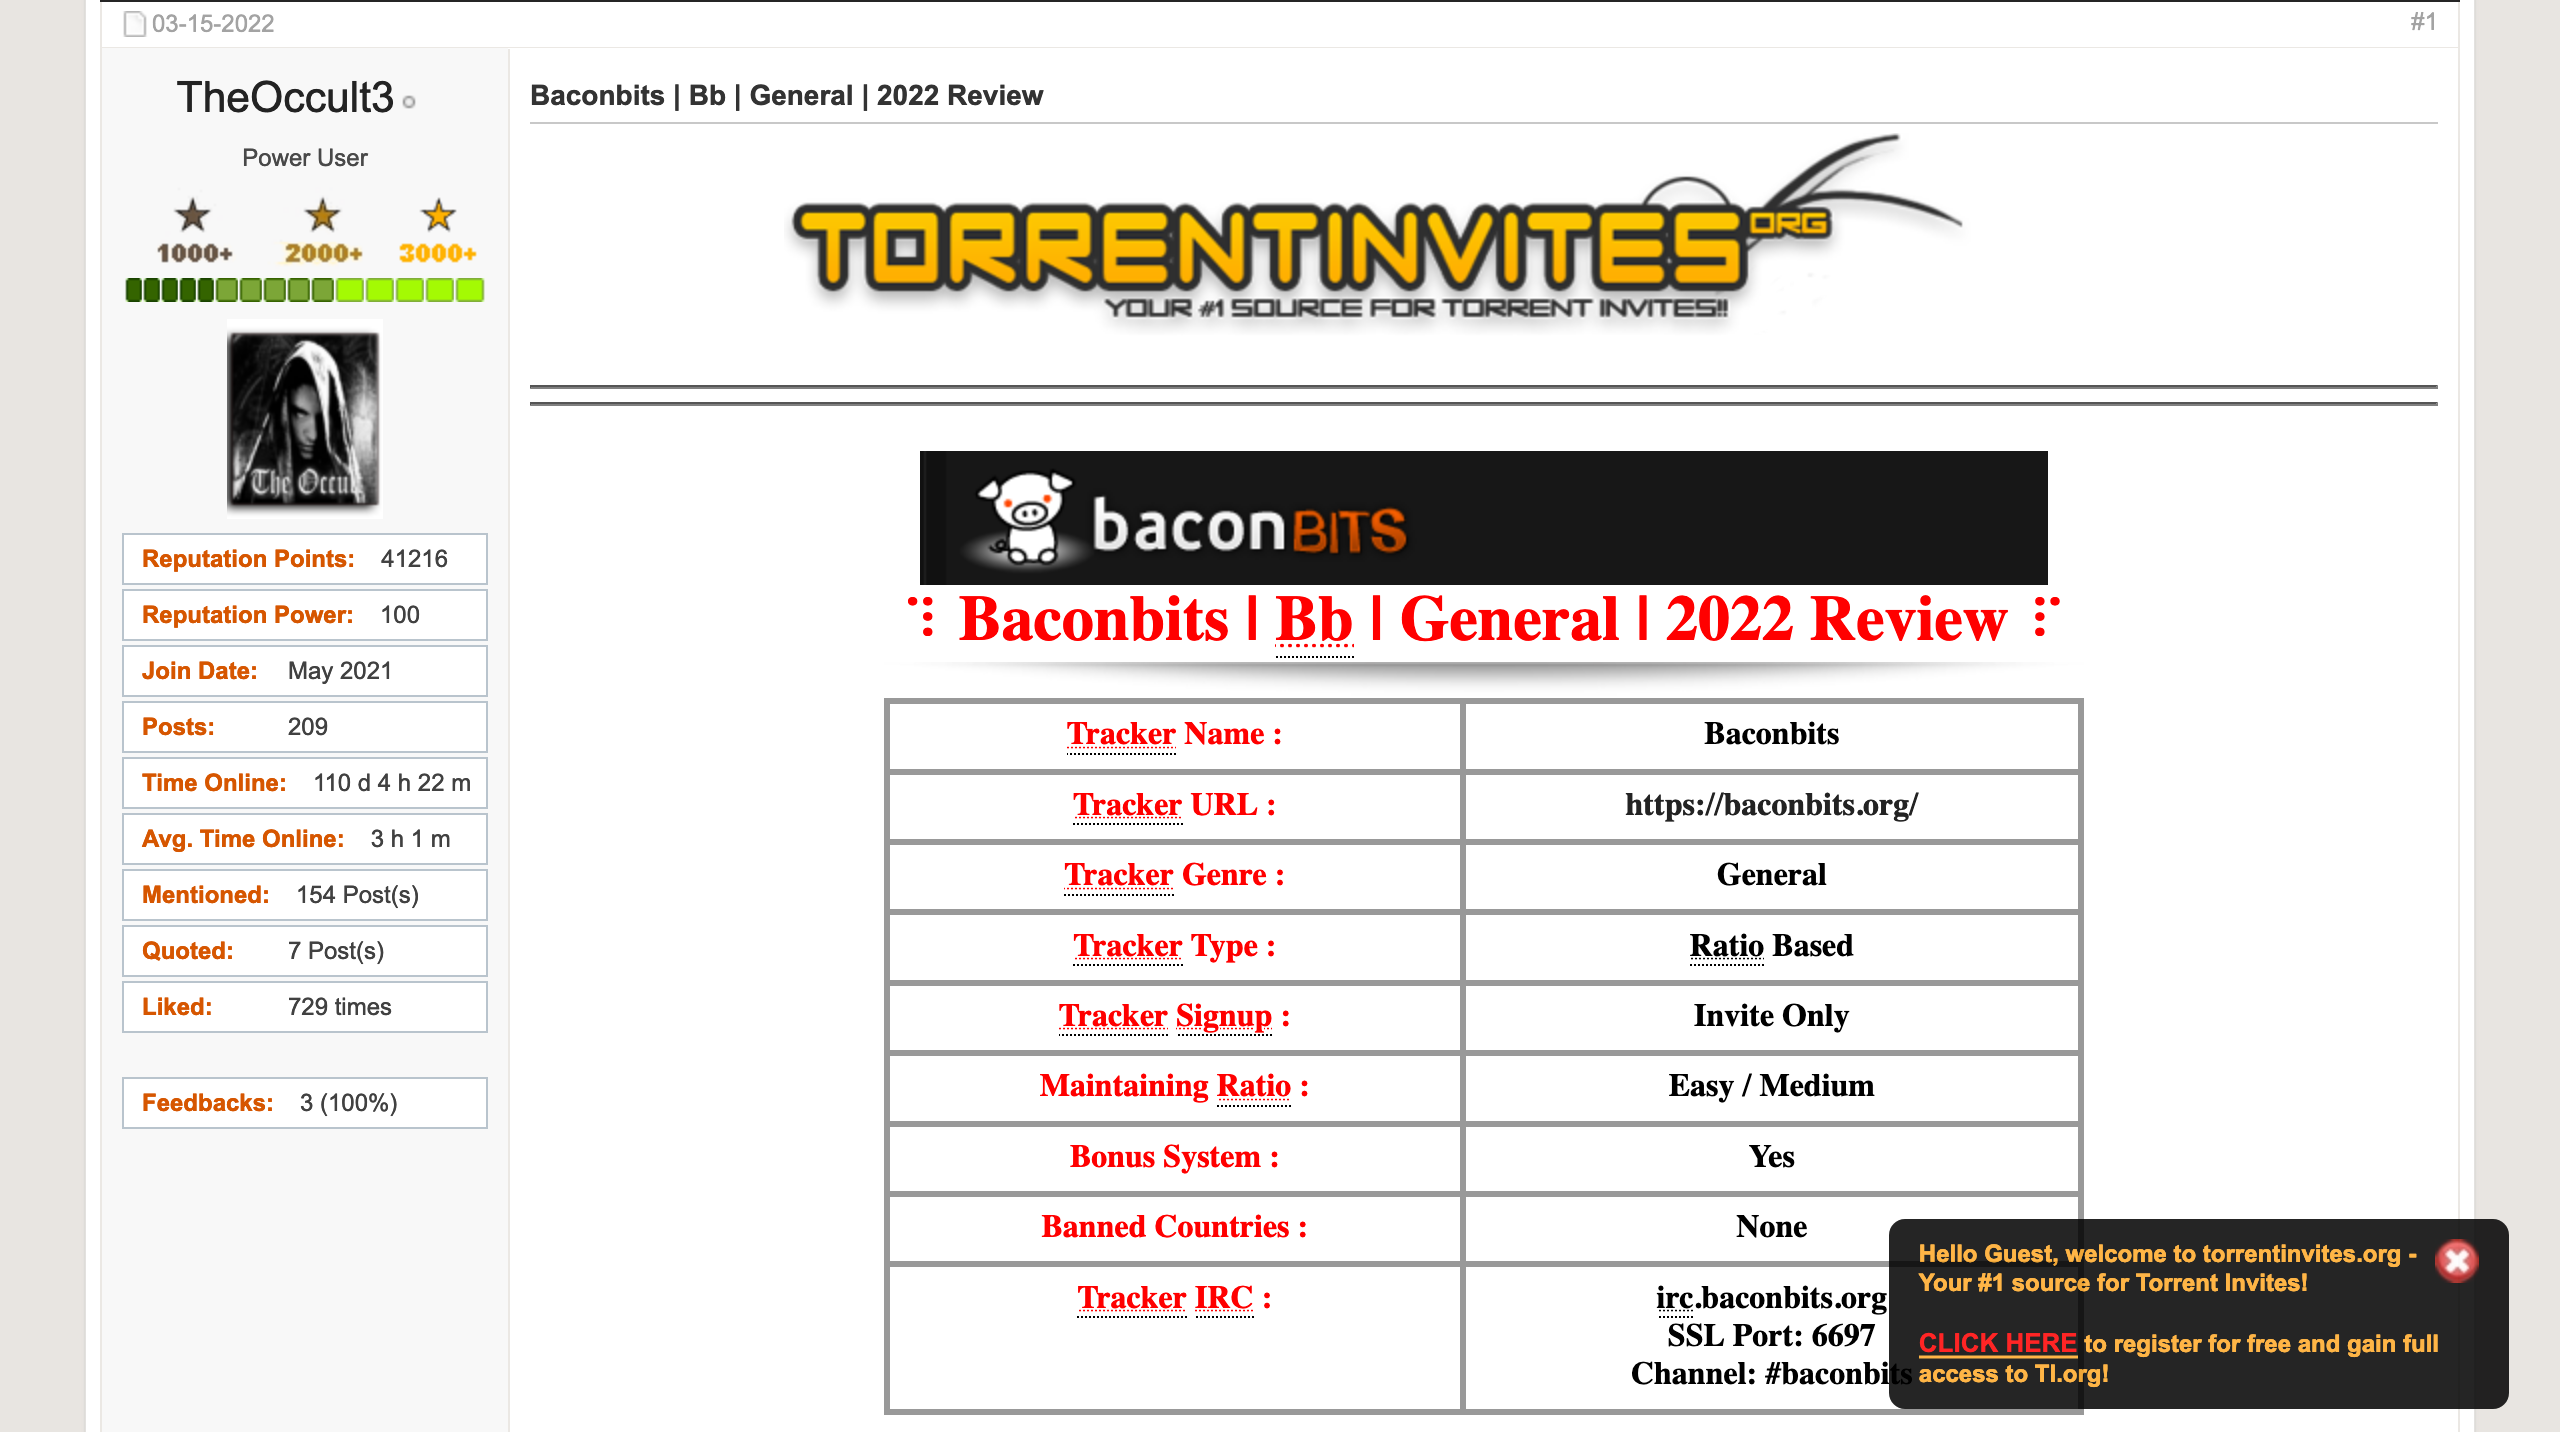 03-15-2022
#1
TheOccult3
Power User
1000+ 2000+ 3000+
The Occu
Reputation Points: 41216
Reputation Power: 100
Join Date: May 2021
Posts: 209
Time Online: 110 d 4 h 22 m
Avg. Time Online: 3 h 1 m
Mentioned: 154 Post(s)
Quoted: 7 Post(s)
Liked: 729 times
Feedbacks: 3 (100%)
Baconbits | Bb | General | 2022 Review
TORRENTINVITES ORG
YOUR #1 SOURCE FOR TORRENT INVITES!!
baconBITS
Baconbits | Bb | General | 2022 Review
Tracker Name : Baconbits
Tracker URL : https://baconbits.org/
Tracker Genre : General
Tracker Type : Ratio Based
Tracker Signup : Invite Only
Maintaining Ratio : Easy / Medium
Bonus System : Yes
Banned Countries : None
Tracker IRC : irc.baconbits.org
SSL Port: 6697
Channel: #baconbits
Hello Guest, welcome to torrentinvites.org -
Your #1 source for Torrent Invites!
CLICK HERE to register for free and gain full
access to TI.org!